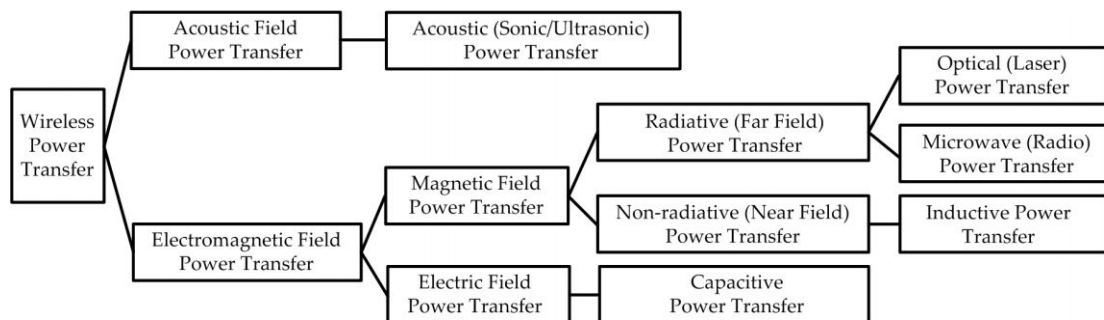 Acoustic Field
Power Transfer
Acoustic (Sonic/Ultrasonic)
Power Transfer
Optical (Laser)
Power Transfer
Wireless
Power
Transfer
Radiative (Far Field)
Power Transfer
Microwave (Radio)
Power Transfer
Magnetic Field
Power Transfer
Non-radiative (Near Field)
Power Transfer
Inductive Power
Transfer
Electromagnetic Field
Power Transfer
Electric Field
Power Transfer
Capacitive
Power Transfer